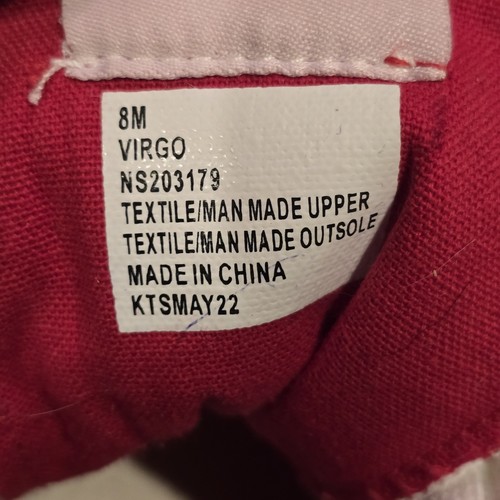 8M
VIRGO
NS203179
TEXTILE/MAN MADE UPPER
TEXTILE/MAN MADE OUTSOLE
MADE IN CHINA
KTSMAY22